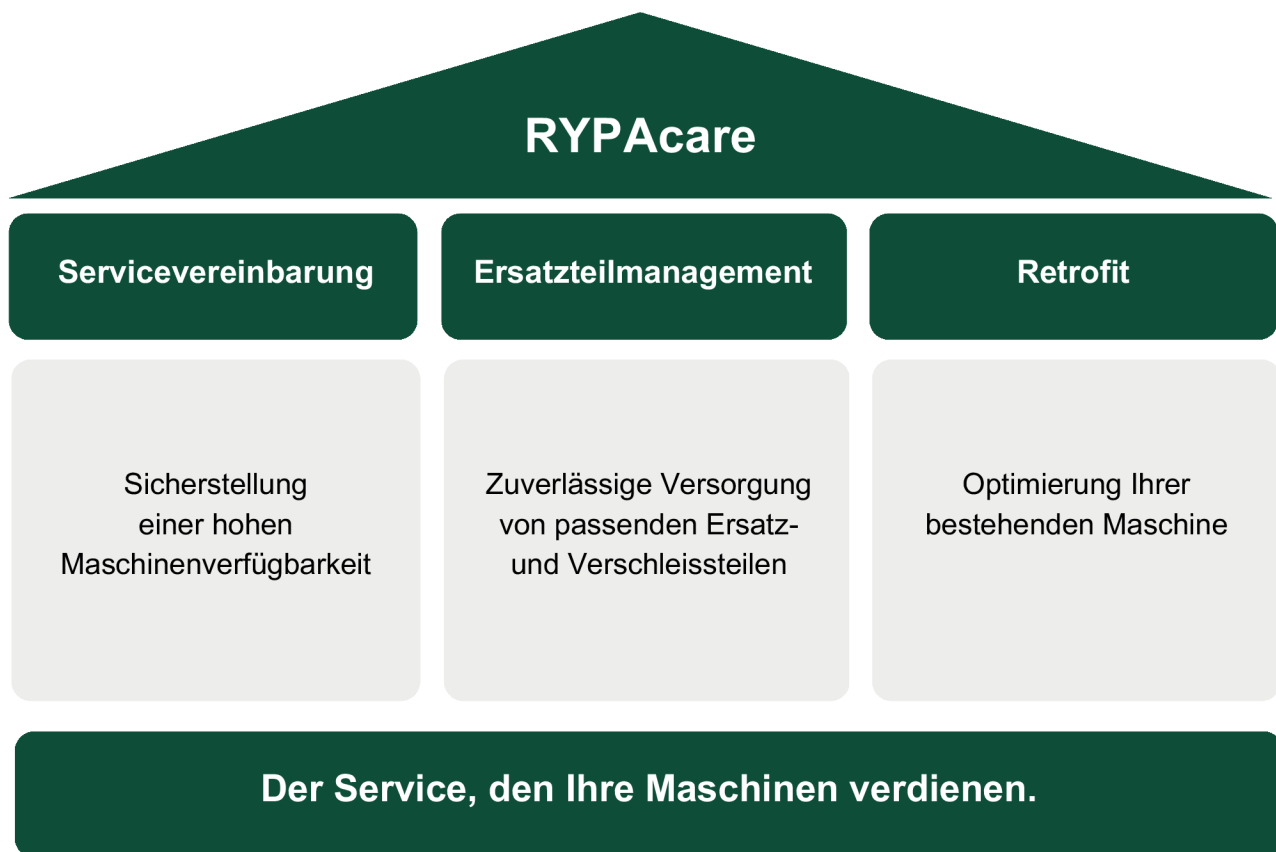 RYPAcare
Servicevereinbarung
Ersatzteilmanagement
Retrofit
Sicherstellung
einer hohen
Maschinenverfügbarkeit
Zuverlässige Versorgung
von passenden Ersatz-
und Verschleissteilen
Optimierung Ihrer
bestehenden Maschine
Der Service, den Ihre Maschinen verdienen.